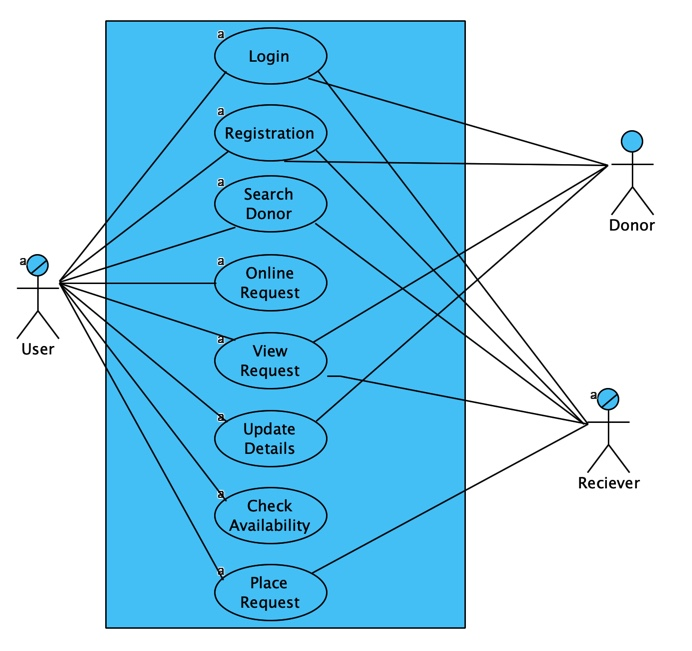 a
Login
a
Registration
a
Search
Donor
Donor
a
User
a
Online
Request
a
View
Request
a
Reciever
a
Update
Details
a
Check
Availability
a
Place
Request